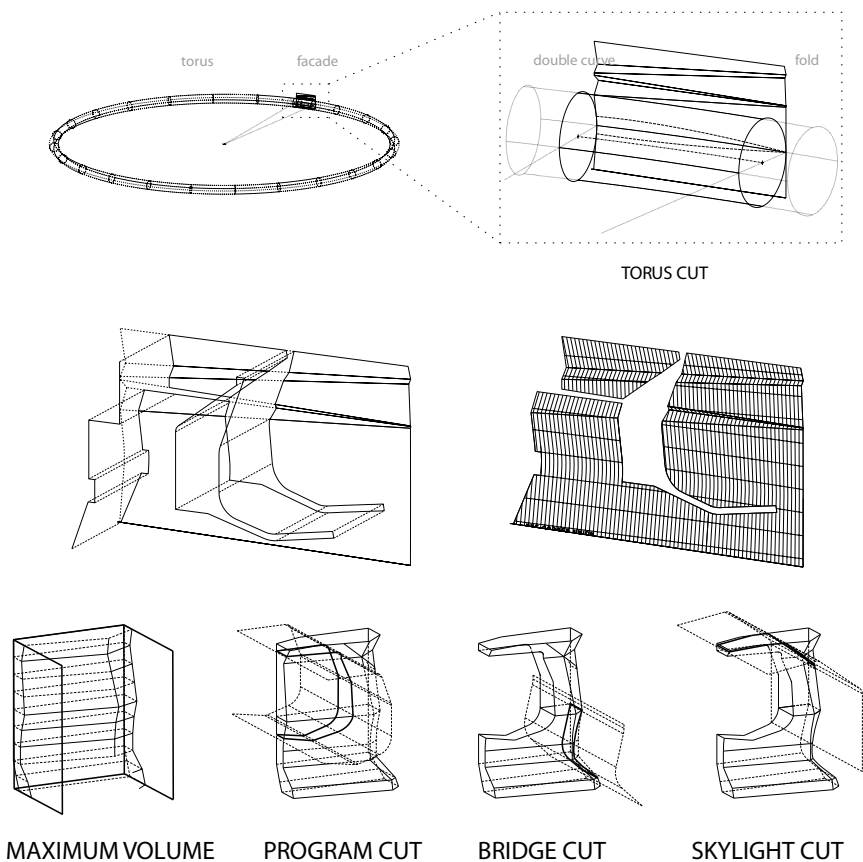 torus facade
double curve fold
TORUS CUT
MAXIMUM VOLUME PROGRAM CUT BRIDGE CUT SKYLIGHT CUT